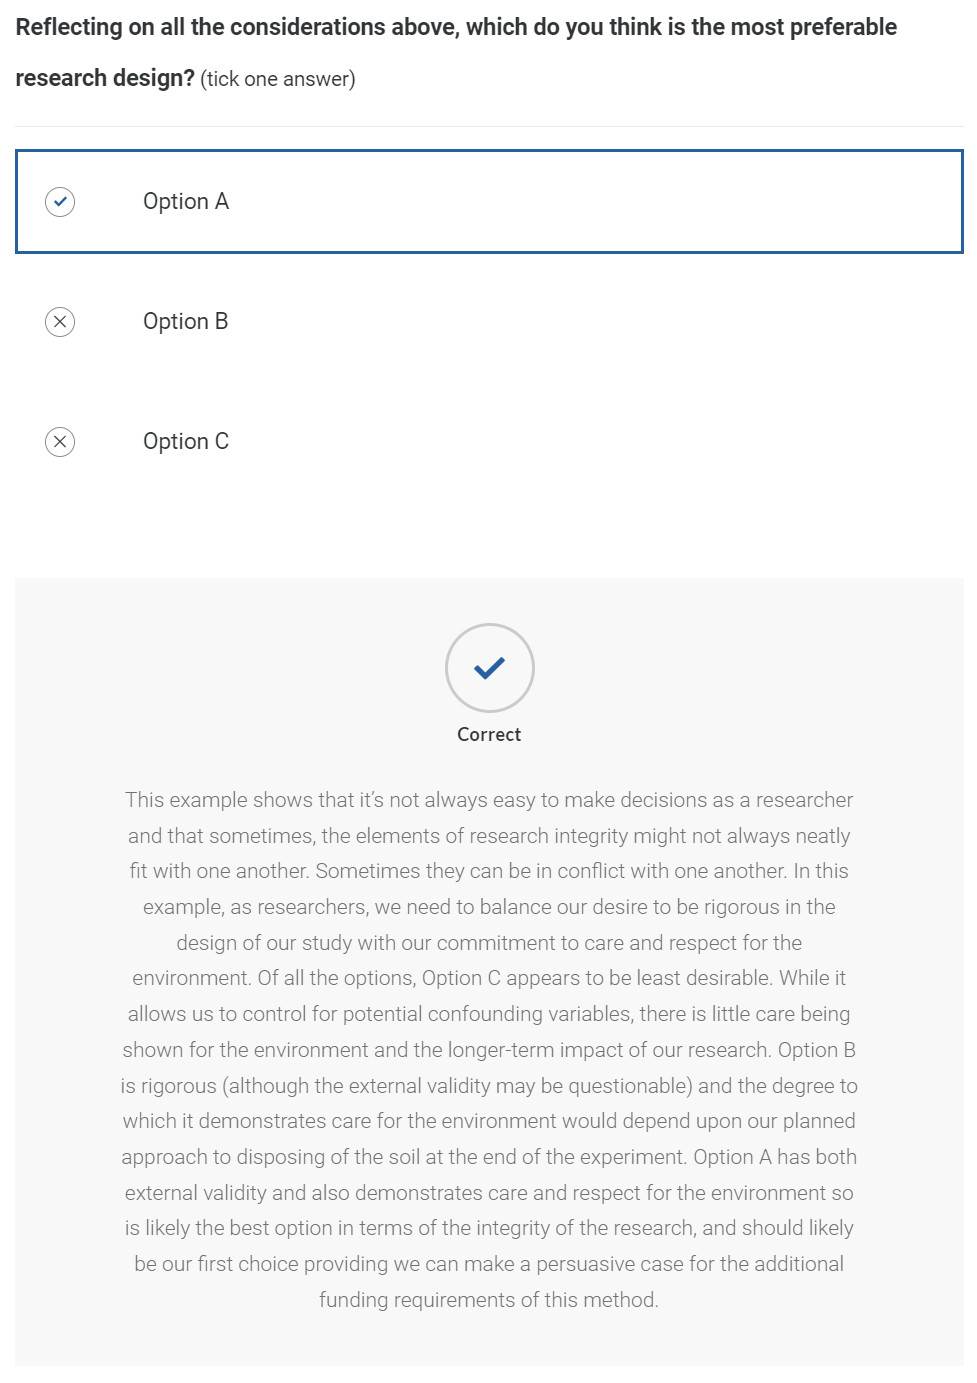 Reflecting on all the considerations above, which do you think is the most preferable
research design? (tick one answer)
Option A
Option B
Option C
Correct
This example shows that it’s not always easy to make decisions as a researcher
and that sometimes, the elements of research integrity might not always neatly
fit with one another. Sometimes they can be in conflict with one another. In this
example, as researchers, we need to balance our desire to be rigorous in the
design of our study with our commitment to care and respect for the
environment. Of all the options, Option C appears to be least desirable. While it
allows us to control for potential confounding variables, there is little care being
shown for the environment and the longer-term impact of our research. Option B
is rigorous (although the external validity may be questionable) and the degree to
which it demonstrates care for the environment would depend upon our planned
approach to disposing of the soil at the end of the experiment. Option A has both
external validity and also demonstrates care and respect for the environment so
is likely the best option in terms of the integrity of the research, and should likely
be our first choice providing we can make a persuasive case for the additional
funding requirements of this method.